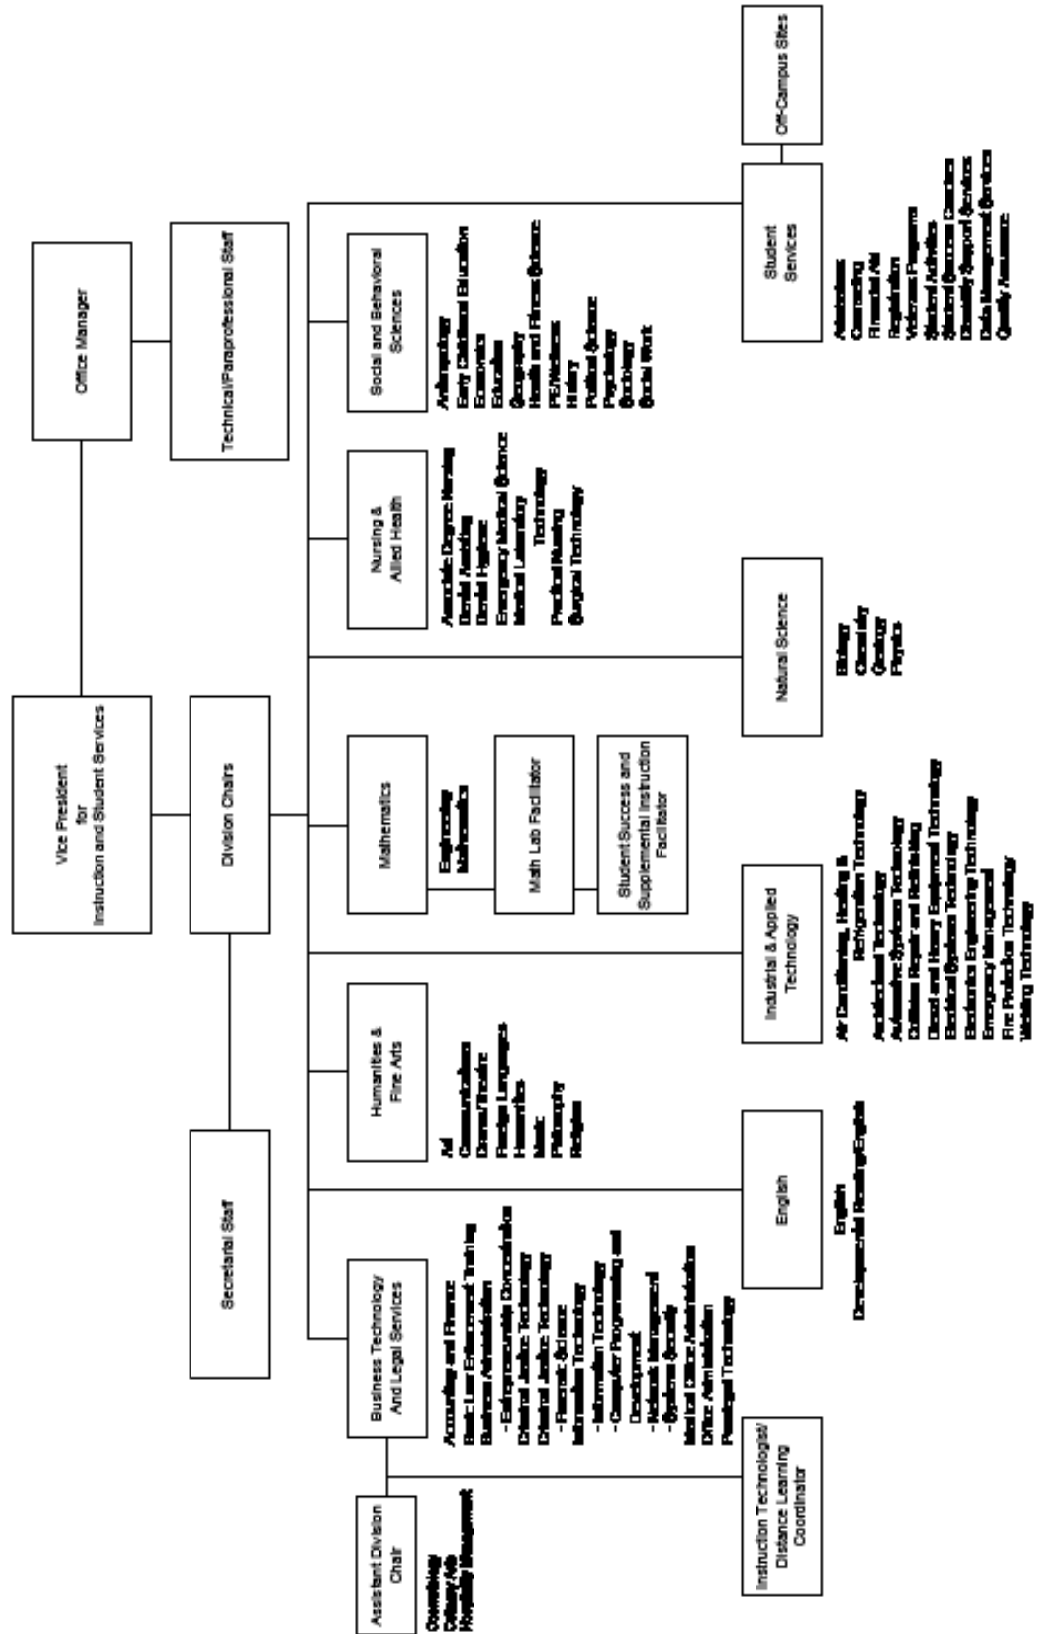 Vice President
for
Instruction and Student Services
Office Manager
Secretarial Staff
Division Chairs
Technical/Paraprofessional Staff
Assistant Division
Chair
Cosmetology
Culinary Arts
Hospitality Management
Business Technology
And Legal Services
Accounting and Finance
Basic Law Enforcement Training
Business Administration
- Entrepreneurship Concentration
Criminal Justice Technology
Criminal Justice Technology
- Forensic Science
Information Technology
- Information Technology
- Computer Programming and
Development
- Network Management
- Systems Security
Medical Office Administration
Office Administration
Paralegal Technology
Humanities &
Fine Arts
Art
Communications
Drama/Theatre
Foreign Languages
Humanities
Music
Philosophy
Religion
Mathematics
Engineering
Mathematics
Math Lab Facilitator
Student Success and
Supplemental Instruction
Facilitator
Nursing &
Allied Health
Associate Degree Nursing
Dental Assisting
Dental Hygiene
Emergency Medical Science
Medical Laboratory
Technology
Practical Nursing
Surgical Technology
Social and Behavioral
Sciences
Anthropology
Early Childhood Education
Economics
Education
Geography
Health and Fitness Science
PE/Wellness
History
Political Science
Psychology
Sociology
Social Work
Instruction Technologist/
Distance Learning
Coordinator
English
English
Developmental Reading/English
Industrial & Applied
Technology
Air Conditioning, Heating &
Refrigeration Technology
Architectural Technology
Automotive Systems Technology
Collision Repair and Refinishing
Diesel and Heavy Equipment Technology
Electrical Systems Technology
Electronics Engineering Technology
Emergency Management
Fire Protection Technology
Welding Technology
Natural Science
Biology
Chemistry
Geology
Physics
Student
Services
Admissions
Counseling
Financial Aid
Registration
Veterans Programs
Student Activities
Student Success Coaches
Disability Support Services
Data Management Services
Quality Assurance
Off-Campus Sites